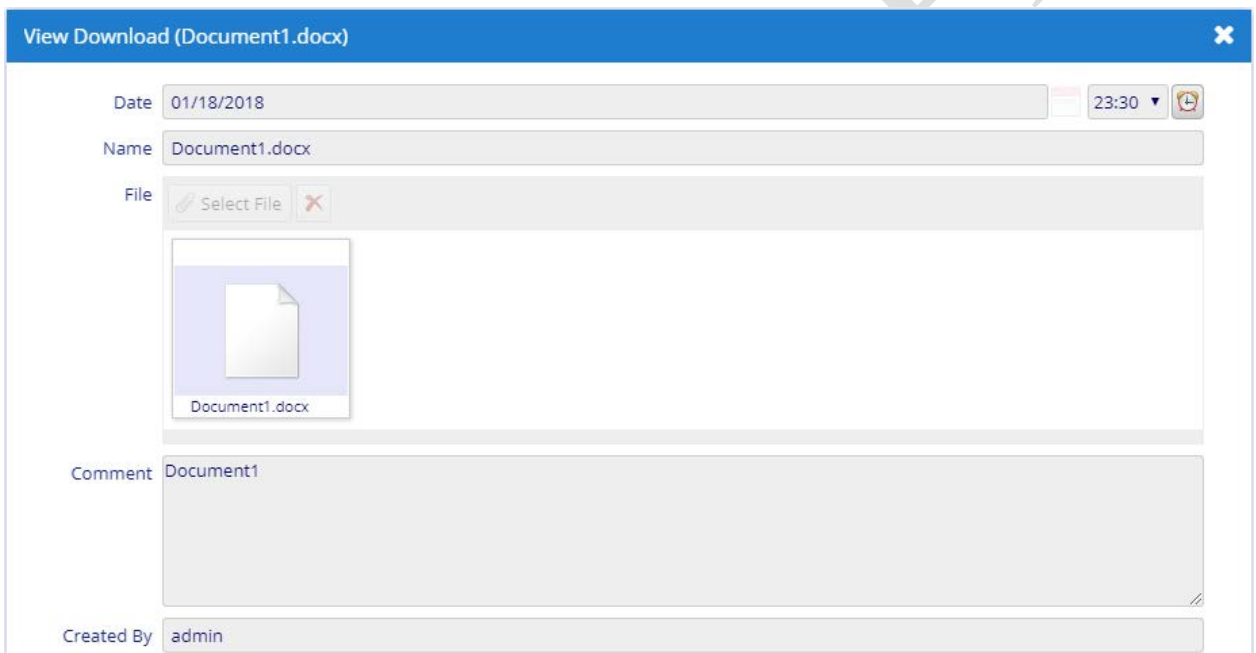 View Download (Document1.docx)
Date 01/18/2018 23:30
Name Document1.docx
File Select File
Document1.docx
Comment Document1
Created By admin